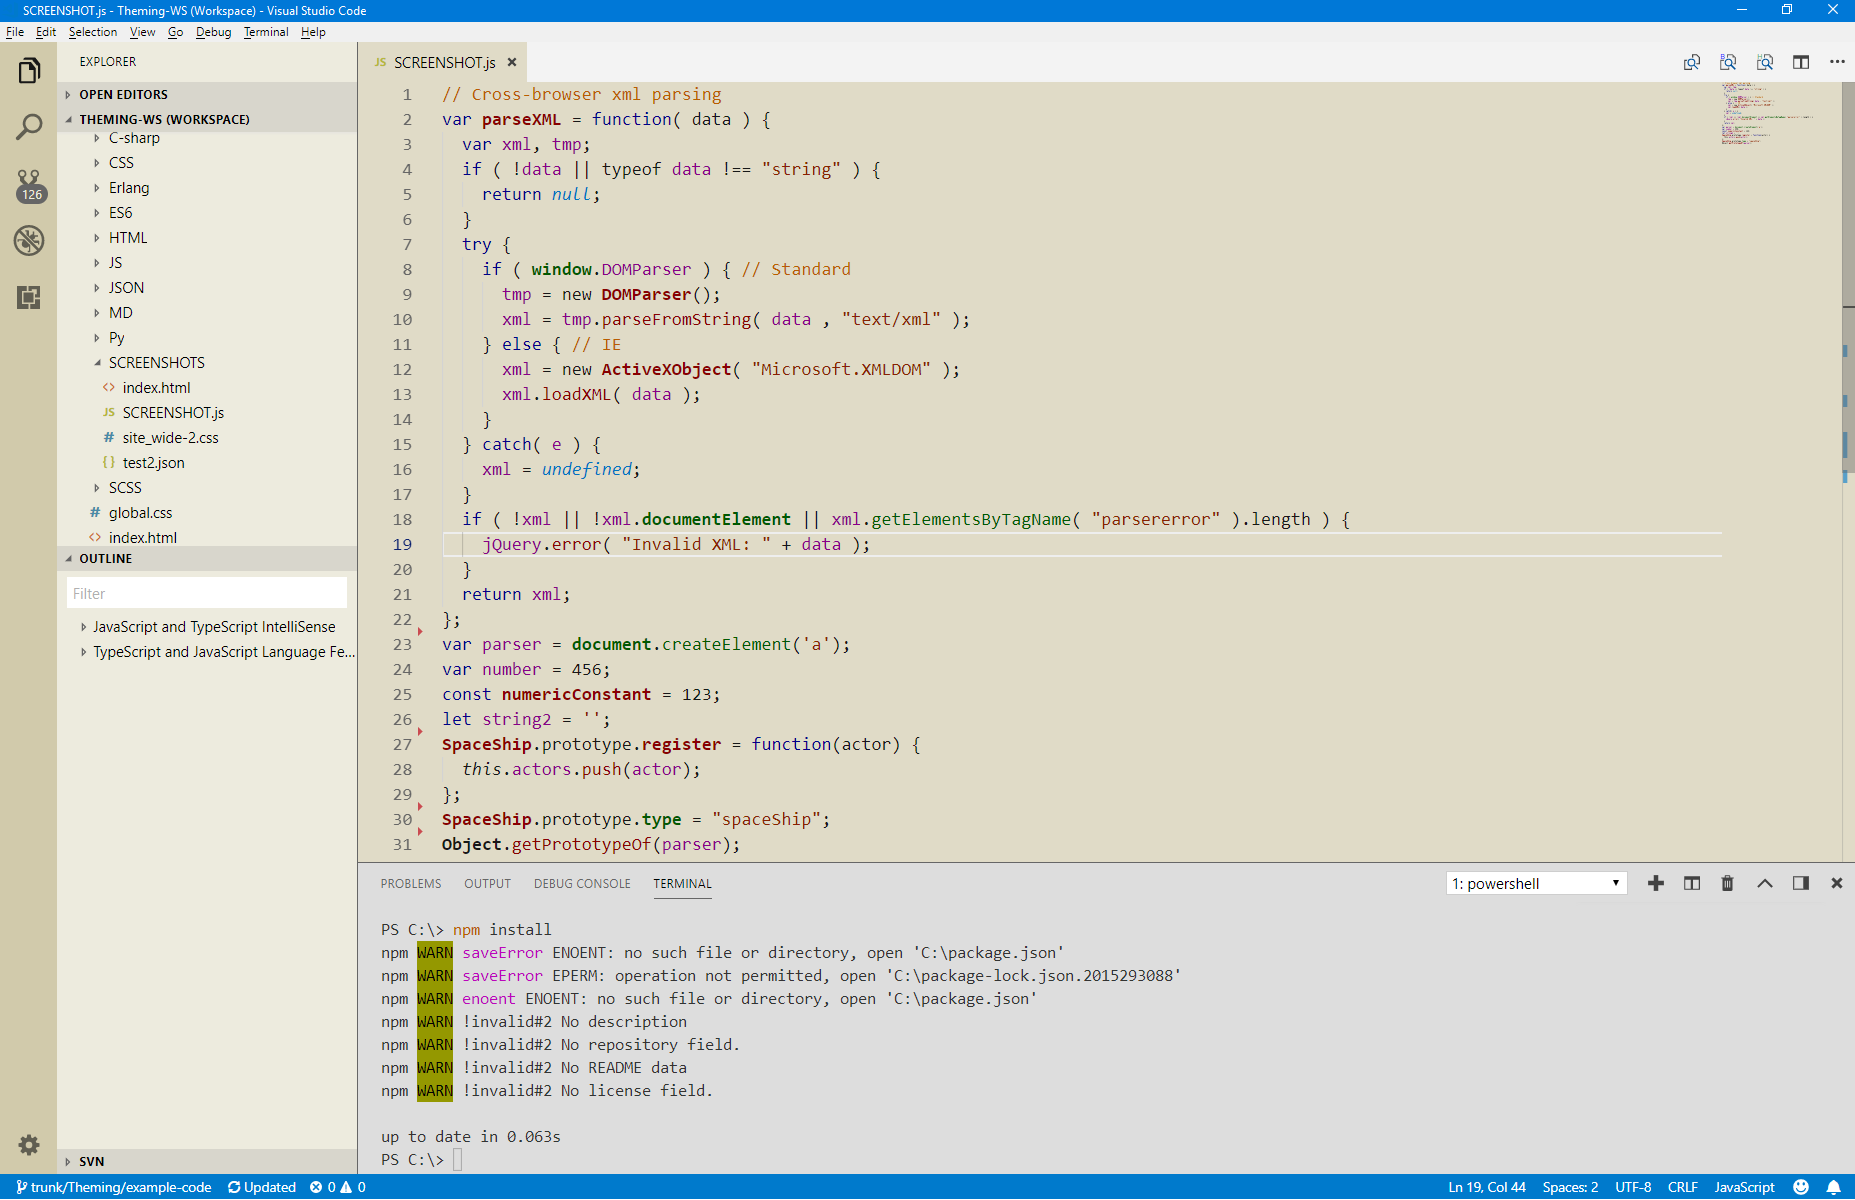 SCREENSHOT.js - Theming-WS (Workspace) - Visual Studio Code
File Edit Selection View Go Debug Terminal Help
EXPLORER
OPEN EDITORS
THEMING-WS (WORKSPACE)
C-sharp
CSS
Erlang
ES6
HTML
JS
JSON
MD
Py
SCREENSHOTS
<> index.html
JS SCREENSHOT.js
# site_wide-2.css
{} test2.json
SCSS
# global.css
<> index.html
OUTLINE
Filter
JavaScript and TypeScript IntelliSense
TypeScript and JavaScript Language Fe...
SVN
126
JS SCREENSHOT.js
1 // Cross-browser xml parsing
2 var parseXML = function( data ) {
3   var xml, tmp;
4   if ( !data || typeof data !== "string" ) {
5     return null;
6   }
7   try {
8     if ( window.DOMParser ) { // Standard
9       tmp = new DOMParser();
10       xml = tmp.parseFromString( data , "text/xml" );
11     } else { // IE
12       xml = new ActiveXObject( "Microsoft.XMLDOM" );
13       xml.loadXML( data );
14     }
15   } catch( e ) {
16     xml = undefined;
17   }
18   if ( !xml || !xml.documentElement || xml.getElementsByTagName( "parsererror" ).length ) {
19     jQuery.error( "Invalid XML: " + data );
20   }
21   return xml;
22 };
23 var parser = document.createElement('a');
24 var number = 456;
25 const numericConstant = 123;
26 let string2 = '';
27 SpaceShip.prototype.register = function(actor) {
28   this.actors.push(actor);
29 };
30 SpaceShip.prototype.type = "spaceShip";
31 Object.getPrototypeOf(parser);
PROBLEMS OUTPUT DEBUG CONSOLE TERMINAL
1: powershell
PS C:\> npm install
npm WARN saveError ENOENT: no such file or directory, open 'C:\package.json'
npm WARN saveError EPERM: operation not permitted, open 'C:\package-lock.json.2015293088'
npm WARN enoent ENOENT: no such file or directory, open 'C:\package.json'
npm WARN !invalid#2 No description
npm WARN !invalid#2 No repository field.
npm WARN !invalid#2 No README data
npm WARN !invalid#2 No license field.
up to date in 0.063s
PS C:\>
trunk/Theming/example-code Updated 0 0 Ln 19, Col 44 Spaces: 2 UTF-8 CRLF JavaScript